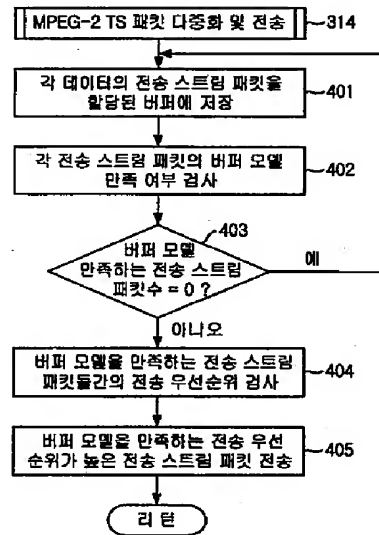 MPEG-2 TS 패킷 다중화 및 전송
314
각 데이터의 전송 스트림 패킷을
할당된 버퍼에 저장
401
각 전송 스트림 패킷의 버퍼 모델
만족 여부 검사
402
403
버퍼 모델
만족하는 전송 스트림
패킷수 = 0 ?
예
아니오
버퍼 모델을 만족하는 전송 스트림
패킷들간의 전송 우선순위 검사
404
버퍼 모델을 만족하는 전송 우선
순위가 높은 전송 스트림 패킷 전송
405
리 턴